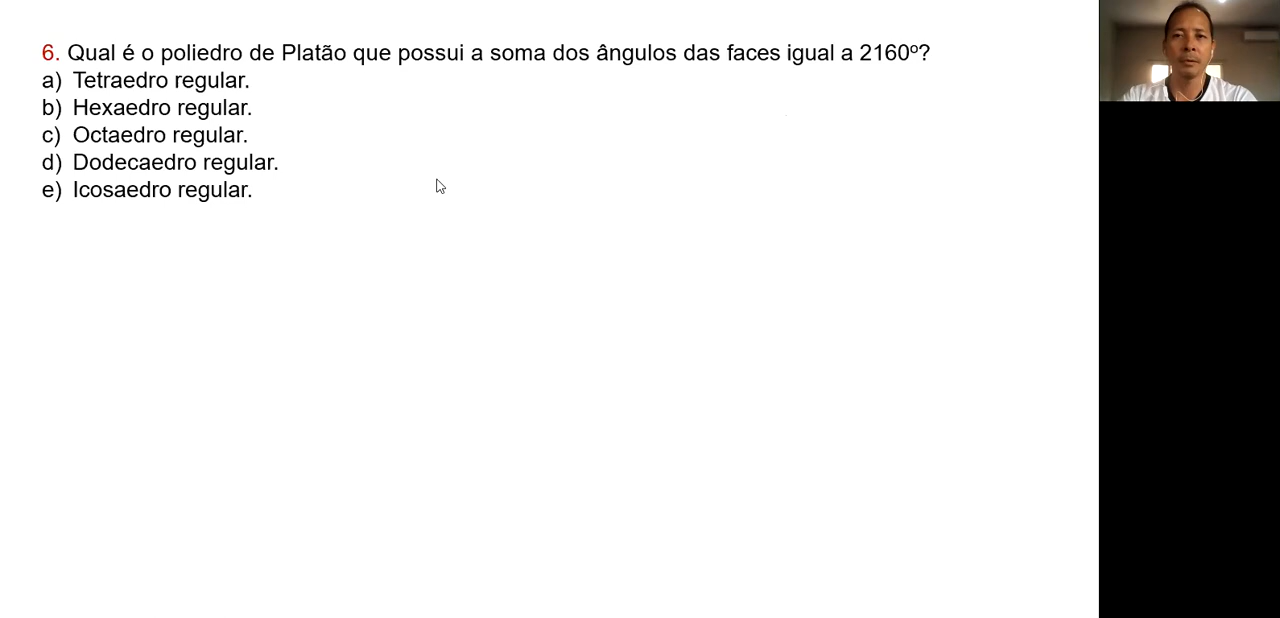 6. Qual é o poliedro de Platão que possui a soma dos ângulos das faces igual a 2160º?
a) Tetraedro regular.
b) Hexaedro regular.
c) Octaedro regular.
d) Dodecaedro regular.
e) Icosaedro regular.